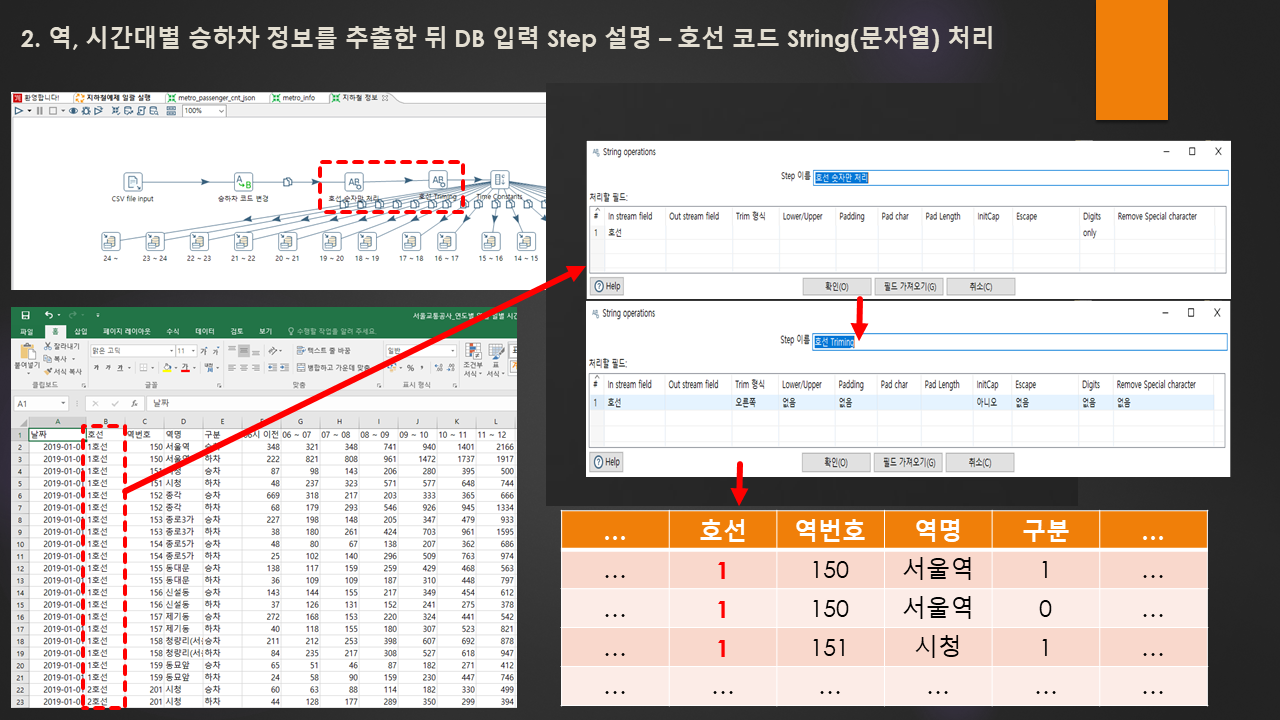 2. 역, 시간대별 승하차 정보를 추출한 뒤 DB 입력 Step 설명 – 호선 코드 String(문자열) 처리
환영합니다! 지하철예제 일괄 실행 metro_passenger_cnt_json metro_info 지하철 정보
100%
CSV file input 승하차 코드 변경 호선 숫자만 처리 호선 Triming Time Constants
24 ~ 23 ~ 24 22 ~ 23 21 ~ 22 20 ~ 21 19 ~ 20 18 ~ 19 17 ~ 18 16 ~ 17 15 ~ 16 14 ~ 15
String operations
Step 이름 호선 숫자만 처리
처리할 필드:
# In stream field Out stream field Trim 형식 Lower/Upper Padding Pad char Pad Length InitCap Escape Digits Remove Special character
1 호선 only
Help 확인(O) 필드 가져오기(G) 취소(C)
String operations
Step 이름 호선 Triming
처리할 필드:
# In stream field Out stream field Trim 형식 Lower/Upper Padding Pad char Pad Length InitCap Escape Digits Remove Special character
1 호선 오른쪽 없음 없음 아니오 없음 없음 없음
Help 확인(O) 필드 가져오기(G) 취소(C)
파일 홈 삽입 페이지 레이아웃 수식 데이터 검토 보기 수행할 작업을 알려 주세요.
잘라내기
복사
서식 복사
붙여넣기
클립보드
맑은 고딕 11
글꼴
텍스트 줄 바꿈
병합하고 가운데 맞춤
맞춤
일반
표시 형식
조건부 서식
A1 날짜
A B C D E F G H I J K L
1 날짜 호선 역번호 역명 구분 06 ~ 07 07 ~ 08 08 ~ 09 09 ~ 10 10 ~ 11 11 ~ 12
2 2019-01-0 1호선 150 서울역 348 321 348 741 940 1401 2166
3 2019-01-0 1호선 150 서울역 하차 222 821 808 961 1472 1737 1917
4 2019-01-0 1호선 87 98 143 206 280 395 500
5 2019-01-0 1호선 151 시청 하차 48 237 323 571 577 648 744
6 2019-01-0 1호선 152 종각 승차 669 318 217 203 333 365 666
7 2019-01-0 1호선 152 종각 하차 68 179 293 546 926 945 1334
8 2019-01-0 1호선 153 종로3가 승차 227 198 148 205 347 479 933
9 2019-01-0 1호선 153 종로3가 하차 38 180 261 424 703 961 1595
10 2019-01-0 1호선 154 종로5가 승차 48 80 67 138 207 362 686
11 2019-01-0 1호선 154 종로5가 하차 25 102 140 296 509 763 974
12 2019-01-0 1호선 155 동대문 승차 138 117 159 259 429 468 563
13 2019-01-0 1호선 155 동대문 하차 36 109 109 187 310 448 797
14 2019-01-0 1호선 156 신설동 승차 143 144 155 217 349 454 612
15 2019-01-0 1호선 156 신설동 하차 37 126 131 152 241 275 378
16 2019-01-0 1호선 157 제기동 승차 272 168 153 220 324 441 542
17 2019-01-0 1호선 157 제기동 하차 40 118 155 180 307 523 821
18 2019-01-0 1호선 158 청량리(서 승차 211 212 253 398 607 692 878
19 2019-01-0 1호선 158 청량리(서 하차 84 235 217 308 527 618 947
20 2019-01-0 1호선 159 동묘앞 승차 65 51 46 87 182 271 412
21 2019-01-0 1호선 159 동묘앞 하차 24 58 90 159 230 447 746
22 2019-01-0 2호선 201 시청 승차 60 63 88 114 182 330 499
23 2019-01-0 2호선 201 시청 하차 44 128 177 289 350 299 394
... 호선 역번호 역명 구분 ...
... 1 150 서울역 1 ...
... 1 150 서울역 0 ...
... 1 151 시청 1 ...
... ... ... ... ... ...